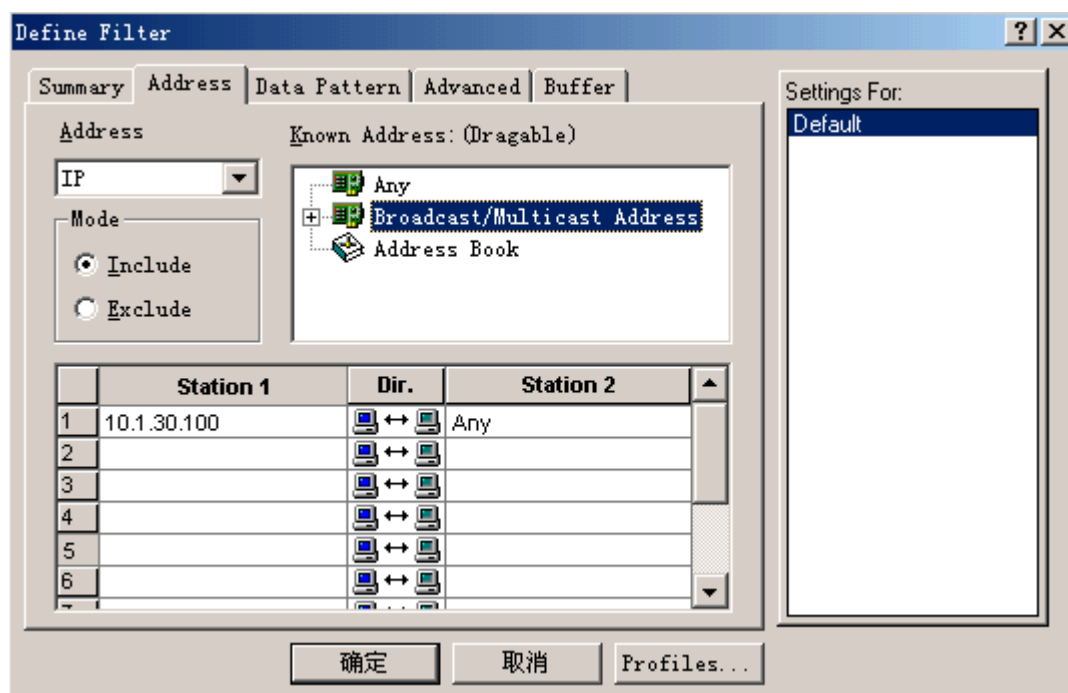 Define Filter
Summary Address Data Pattern Advanced Buffer
Address
IP
Mode
Include
Exclude
Known Address: (Dragable)
Any
Broadcast/Multicast Address
Address Book
Station 1 Dir. Station 2
1 10.1.30.100 Any
2
3
4
5
6
Settings For:
Default
确定 取消 Profiles...